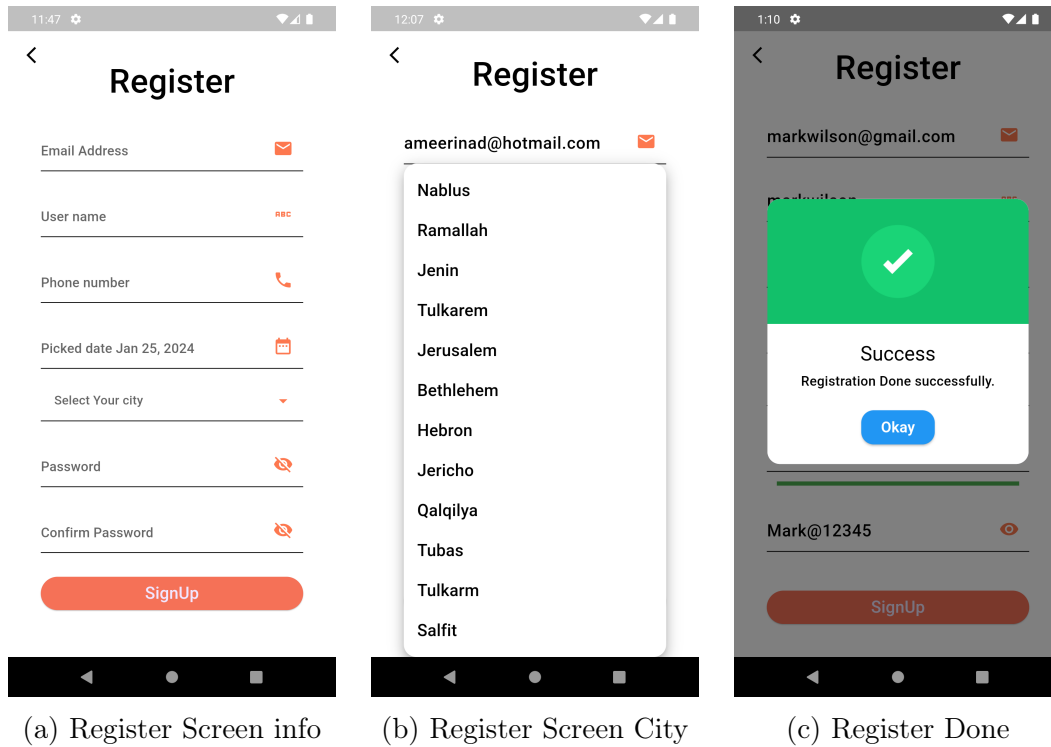 11:47
Register
Email Address
User name
ABC
Phone number
Picked date Jan 25, 2024
Select Your city
Password
Confirm Password
SignUp
(a) Register Screen info
12:07
Register
ameerinad@hotmail.com
Nablus
Ramallah
Jenin
Tulkarem
Jerusalem
Bethlehem
Hebron
Jericho
Qalqilya
Tubas
Tulkarm
Salfit
(b) Register Screen City
1:10
Register
markwilson@gmail.com
markwilson
ABC
Success
Registration Done successfully.
Okay
Mark@12345
SignUp
(c) Register Done